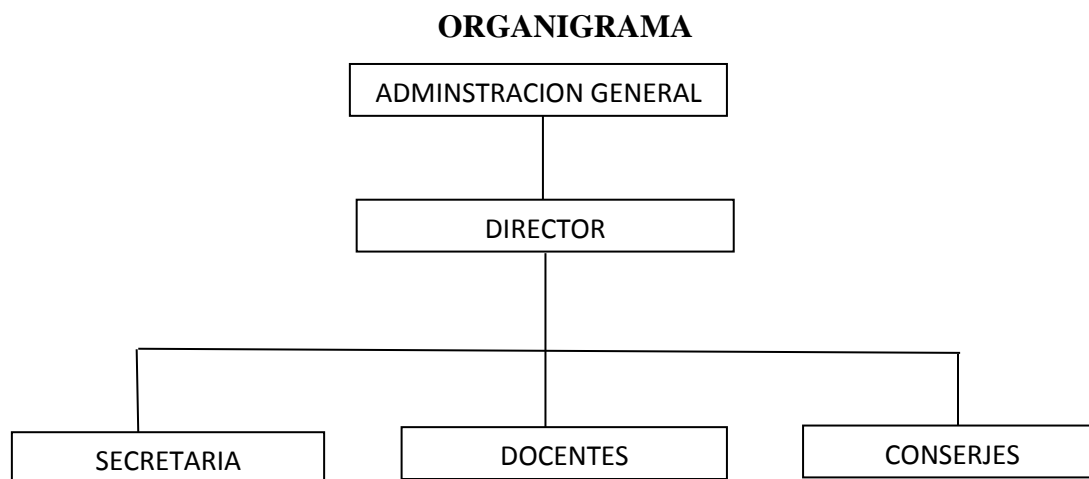 ORGANIGRAMA
ADMINSTRACION GENERAL
DIRECTOR
SECRETARIA
DOCENTES
CONSERJES